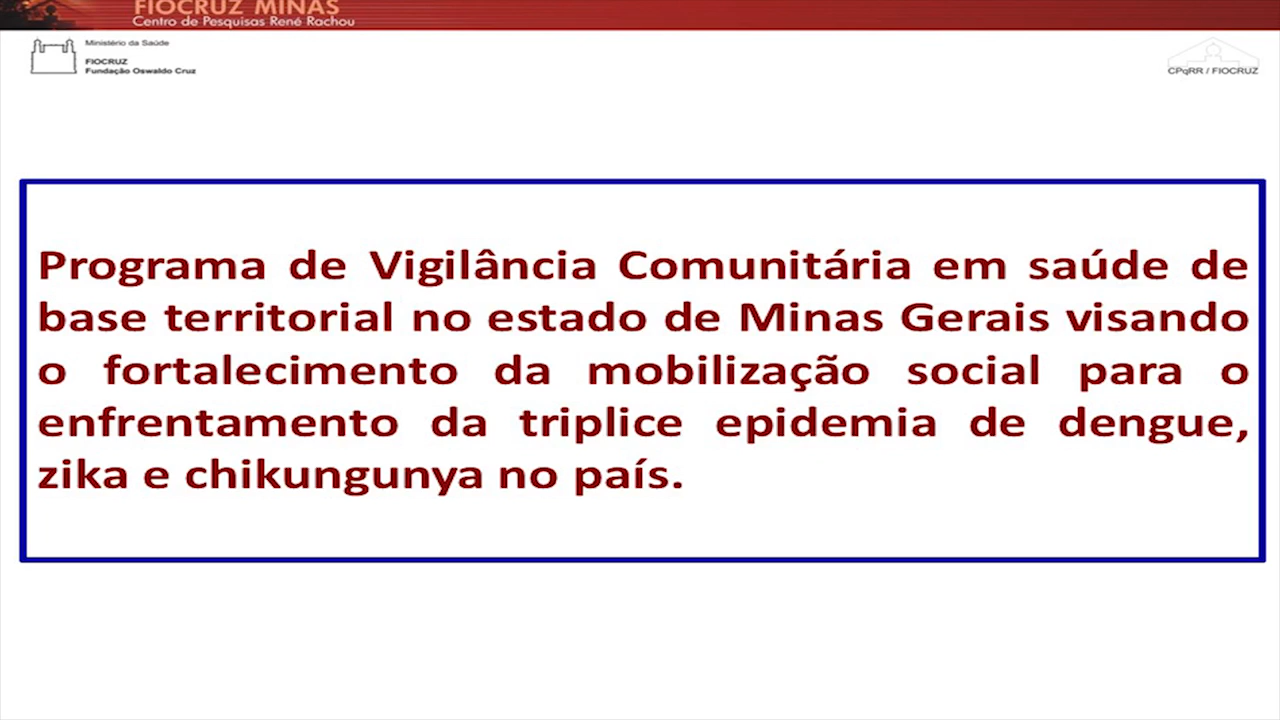 FIOCRUZ MINAS
Centro de Pesquisas René Rachou
Ministério da Saúde
FIOCRUZ
Fundação Oswaldo Cruz
CPqRR / FIOCRUZ
Programa de Vigilância Comunitária em saúde de
base territorial no estado de Minas Gerais visando
o fortalecimento da mobilização social para o
enfrentamento da triplice epidemia de dengue,
zika e chikungunya no país.